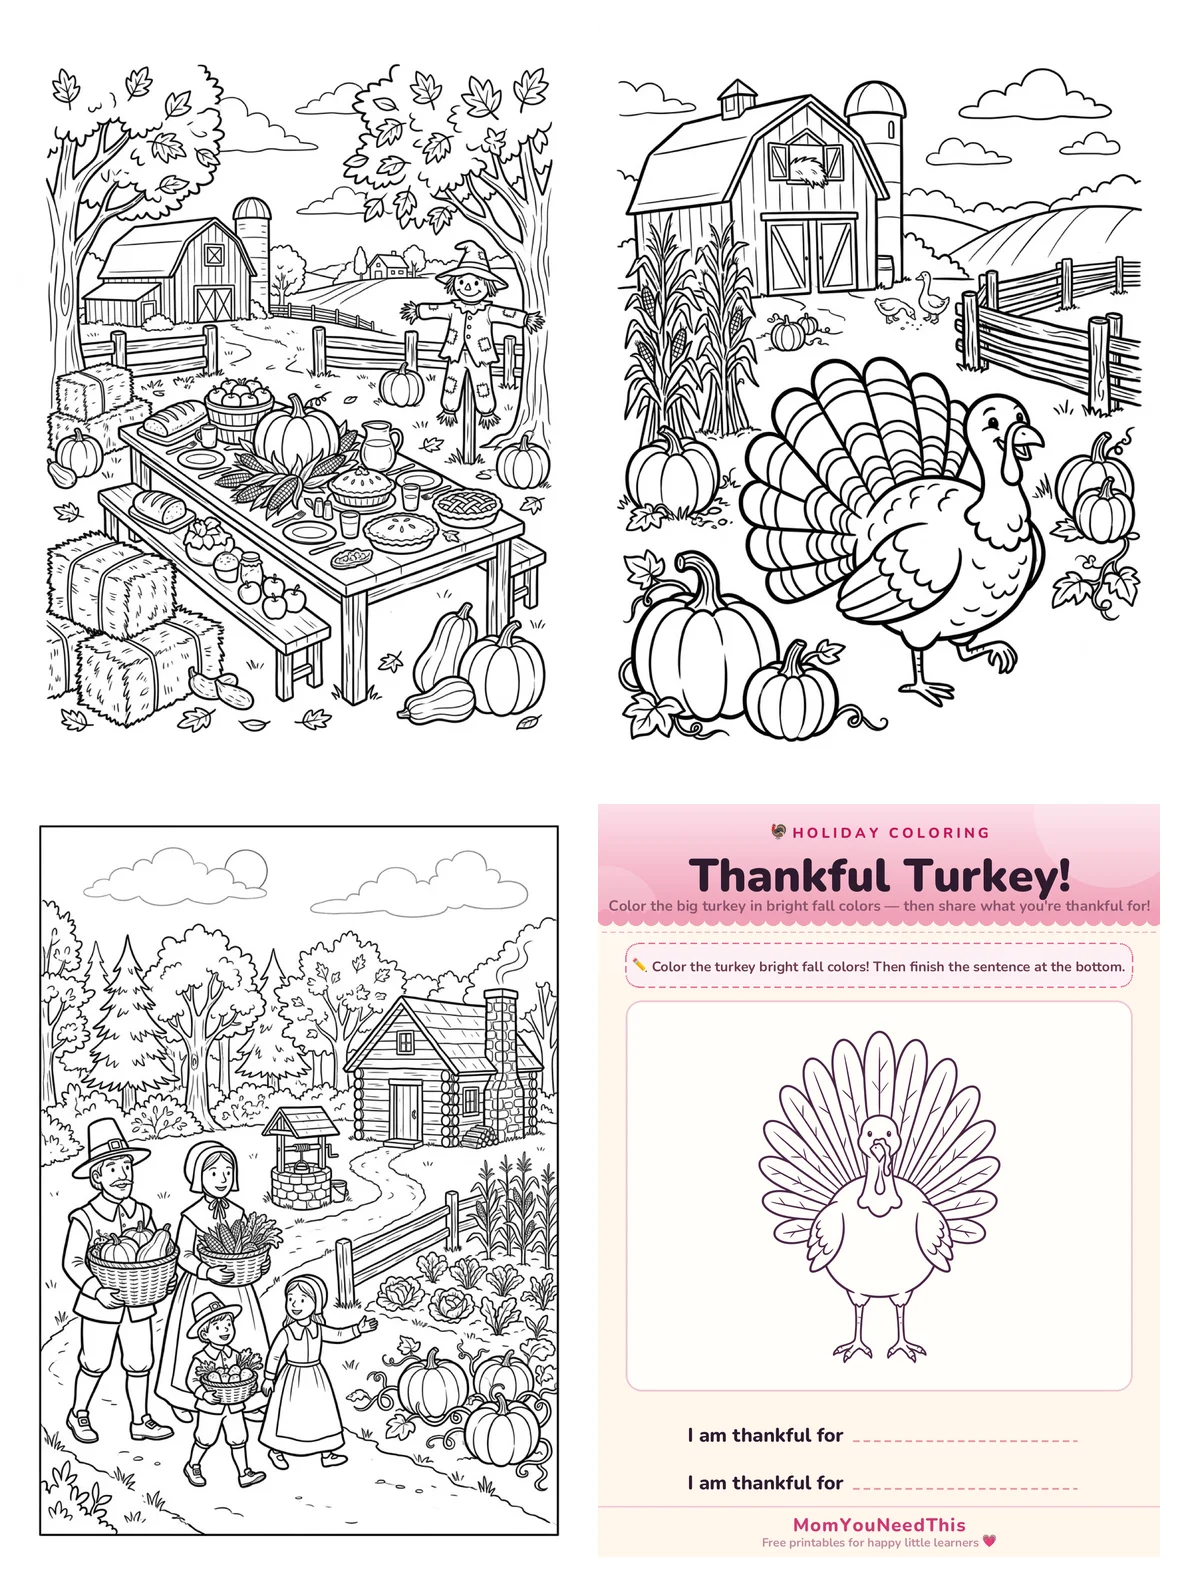 HOLIDAY COLORING
Thankful Turkey!
Color the big turkey in bright fall colors — then share what you're thankful for!
Color the turkey bright fall colors! Then finish the sentence at the bottom.
I am thankful for
I am thankful for
MomYouNeedThis
Free printables for happy little learners